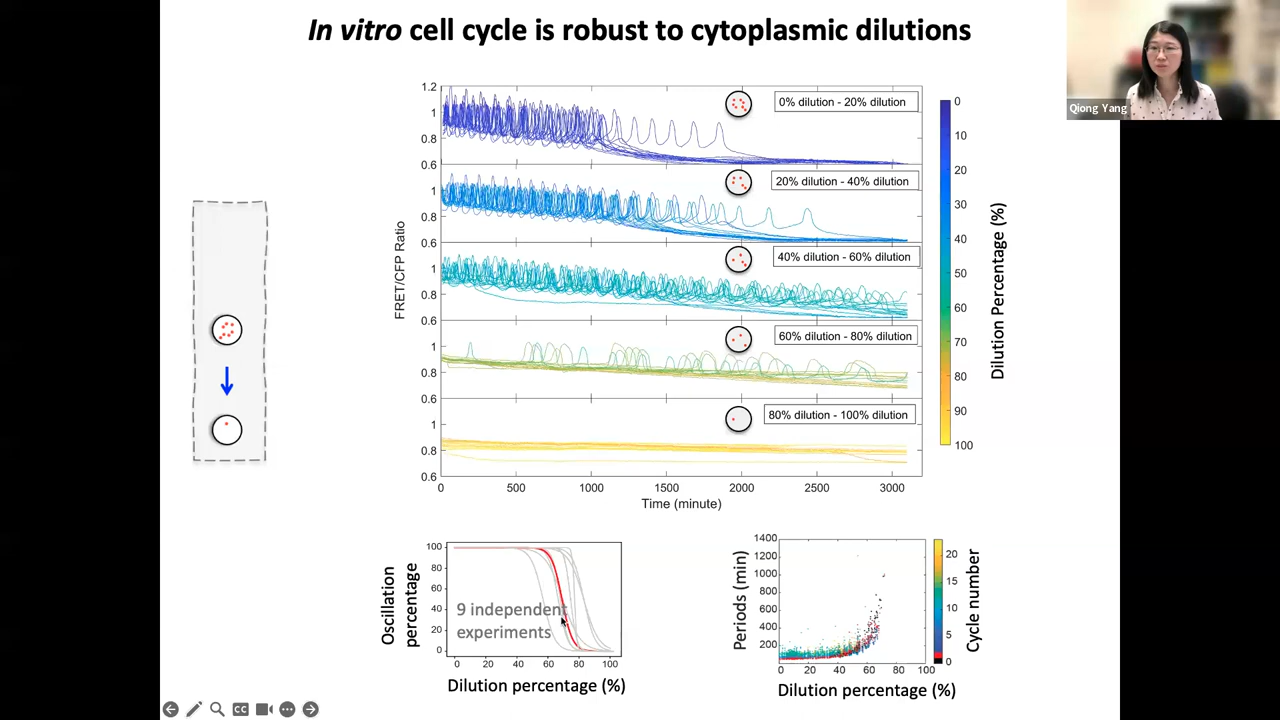 In vitro cell cycle is robust to cytoplasmic dilutions
Qiong Yang
FRET/CFP Ratio
1.2
1
0.8
0.6
0% dilution - 20% dilution
1
0.8
0.6
20% dilution - 40% dilution
1
0.8
0.6
40% dilution - 60% dilution
1
0.8
0.6
60% dilution - 80% dilution
1
0.8
0.6
80% dilution - 100% dilution
0 500 1000 1500 2000 2500 3000
Time (minute)
0
10
20
30
40
50
60
70
80
90
100
Dilution Percentage (%)
Oscillation
percentage
100
80
60
40
20
0
9 independent
experiments
0 20 40 60 80 100
Dilution percentage (%)
Periods (min)
1400
1200
1000
800
600
400
200
0 20 40 60 80 100
Dilution percentage (%)
20
15
10
5
0
Cycle number
CC